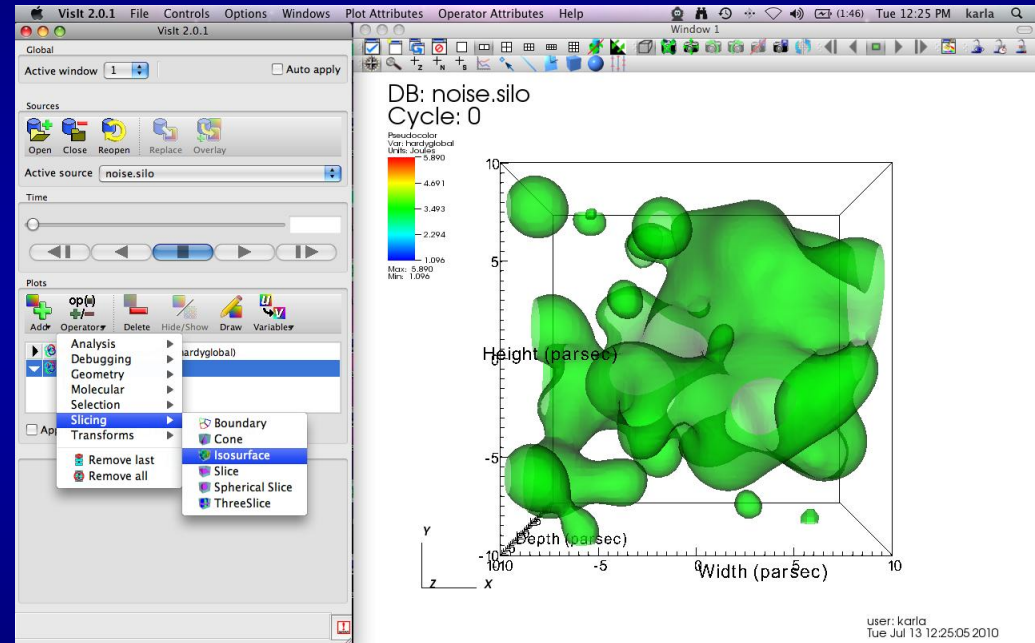 VisIt 2.0.1 File Controls Options Windows Plot Attributes Operator Attributes Help (1:46) Tue 12:25 PM karla
VisIt 2.0.1
Global
Active window 1 Auto apply
Sources
Open Close Reopen Replace Overlay
Active source noise.silo
Time
Plots
op(u)
+/-
Add Operators Delete Hide/Show Draw Variables
ardyglobal)
Analysis
Debugging
Geometry
Molecular
Selection
Slicing
Transforms
Remove last
Remove all
Ap
Boundary
Cone
Isosurface
Slice
Spherical Slice
ThreeSlice
Window 1
DB: noise.silo
Cycle: 0
Pseudocolor
Var: hardyglobal
Units: Joules
5.890
4.691
3.493
2.294
1.096
Max: 5.890
Min: 1.096
10
5
Height (parsec)
-5
-10
Depth (parsec)
-5
Width (parsec)
5
10
Y
Z X
user: karla
Tue Jul 13 12:25:05 2010